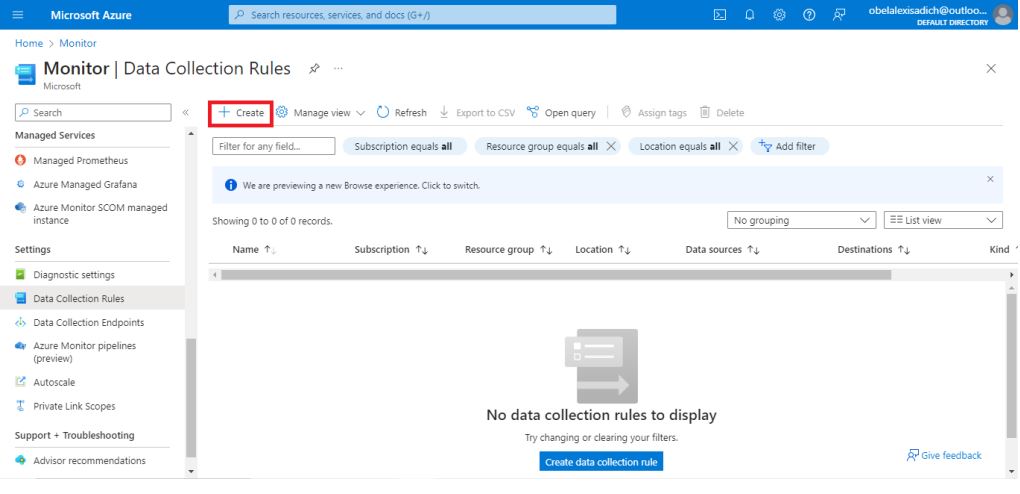 Microsoft Azure
Search resources, services, and docs (G+/)
obelalexisadich@outloo...
DEFAULT DIRECTORY
Home > Monitor
Monitor | Data Collection Rules
Microsoft
Search
Managed Services
Managed Prometheus
Azure Managed Grafana
Azure Monitor SCOM managed
instance
Settings
Diagnostic settings
Data Collection Rules
Data Collection Endpoints
Azure Monitor pipelines
(preview)
Autoscale
Private Link Scopes
Support + Troubleshooting
Advisor recommendations
Create Manage view Refresh Export to CSV Open query Assign tags Delete
Filter for any field... Subscription equals all Resource group equals all Location equals all Add filter
We are previewing a new Browse experience. Click to switch.
Showing 0 to 0 of 0 records. No grouping List view
Name Subscription Resource group Location Data sources Destinations Kind
No data collection rules to display
Try changing or clearing your filters.
Create data collection rule
Give feedback